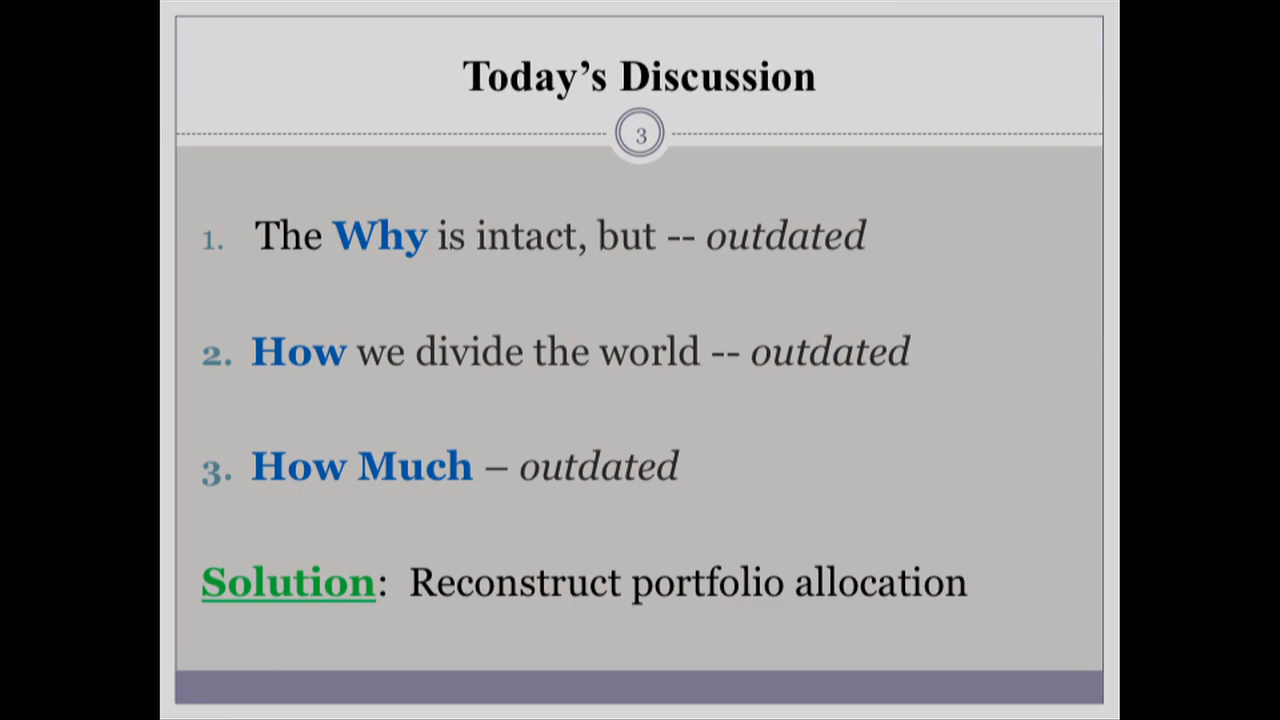 Today’s Discussion
3
1. The Why is intact, but -- outdated
2. How we divide the world -- outdated
3. How Much – outdated
Solution: Reconstruct portfolio allocation